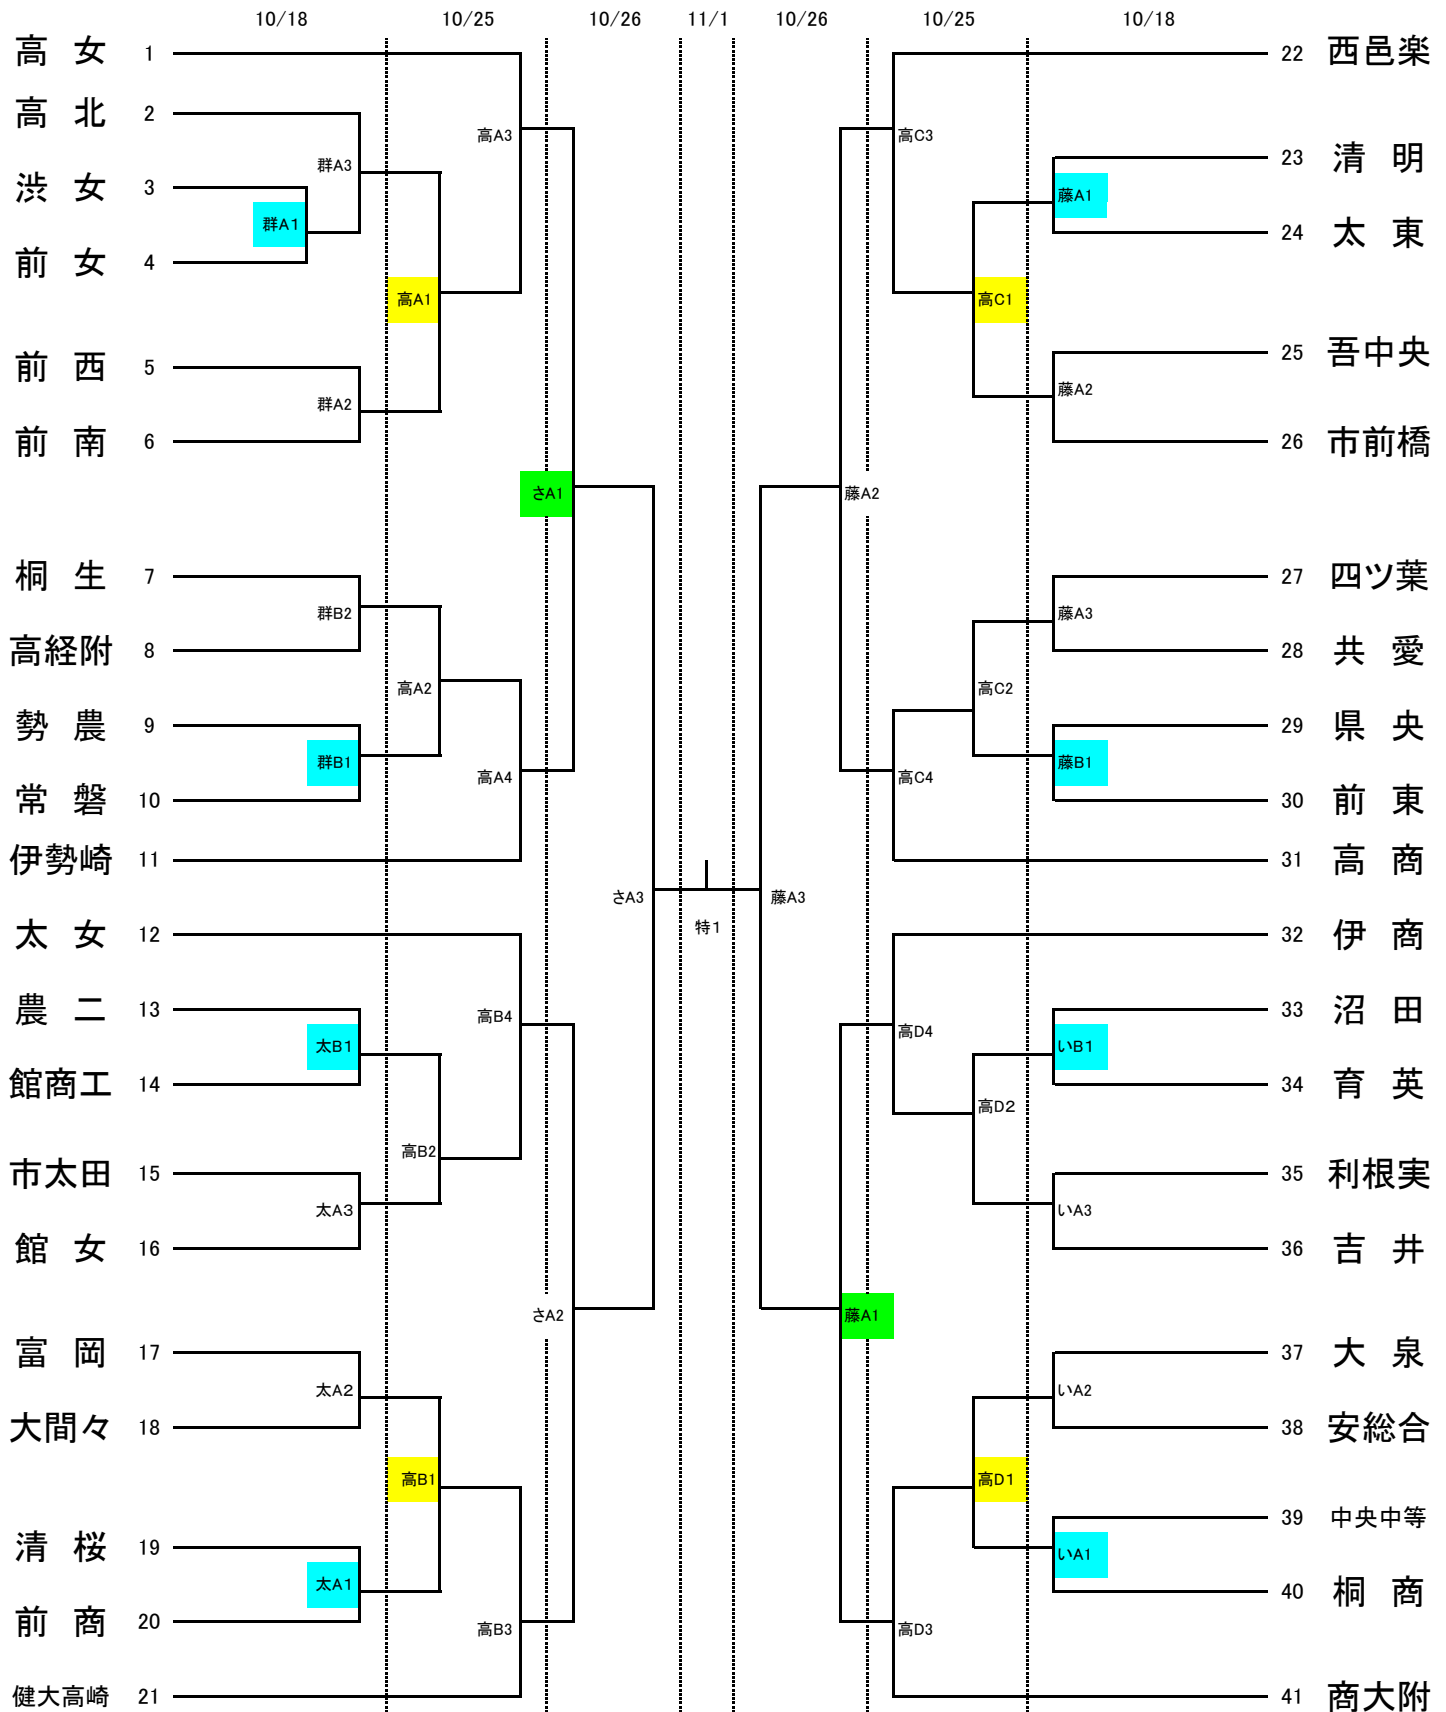 10/18 10/25 10/26 11/1 10/26 10/25 10/18
高 女 1
高 北 2
渋 女 3
前 女 4
前 西 5
前 南 6
桐 生 7
高経附 8
勢 農 9
常 磐 10
伊勢崎 11
太 女 12
農 二 13
館商工 14
市太田 15
館 女 16
富 岡 17
大間々 18
清 桜 19
前 商 20
健大高崎 21
群A3
群A1
群A2
群B2
群B1
太B1
太A3
太A2
太A1
高A1
高A2
高B2
高B1
高A3
高A4
高B4
高B3
さA1
さA2
さA3
特1
藤A3
藤A2
藤A1
高C3
高C4
高D4
高D3
高C1
高C2
高D2
高D1
藤A1
藤A2
藤A3
藤B1
いB1
いA3
いA2
いA1
22 西邑楽
23 清 明
24 太 東
25 吾中央
26 市前橋
27 四ツ葉
28 共 愛
29 県 央
30 前 東
31 高 商
32 伊 商
33 沼 田
34 育 英
35 利根実
36 吉 井
37 大 泉
38 安総合
39 中央中等
40 桐 商
41 商大附